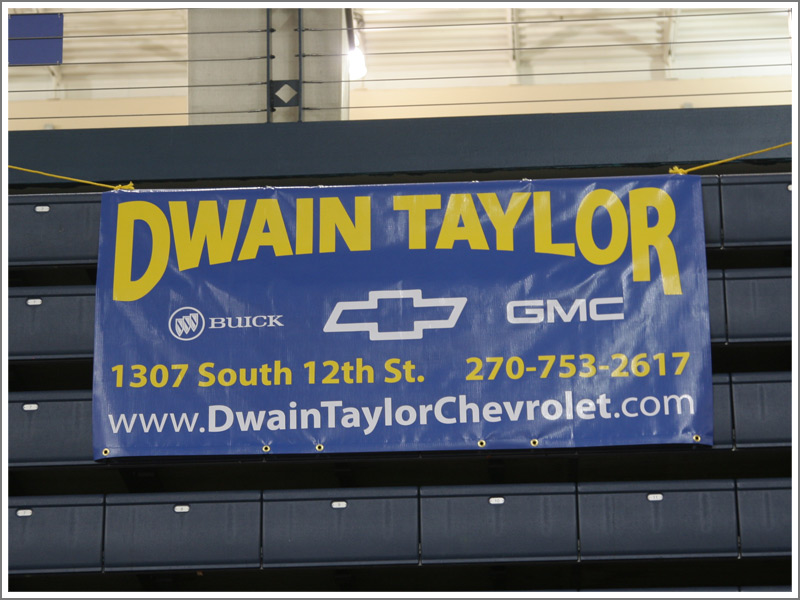 DWAIN TAYLOR
BUICK GMC
1307 South 12th St. 270-753-2617
www.DwainTaylorChevrolet.com